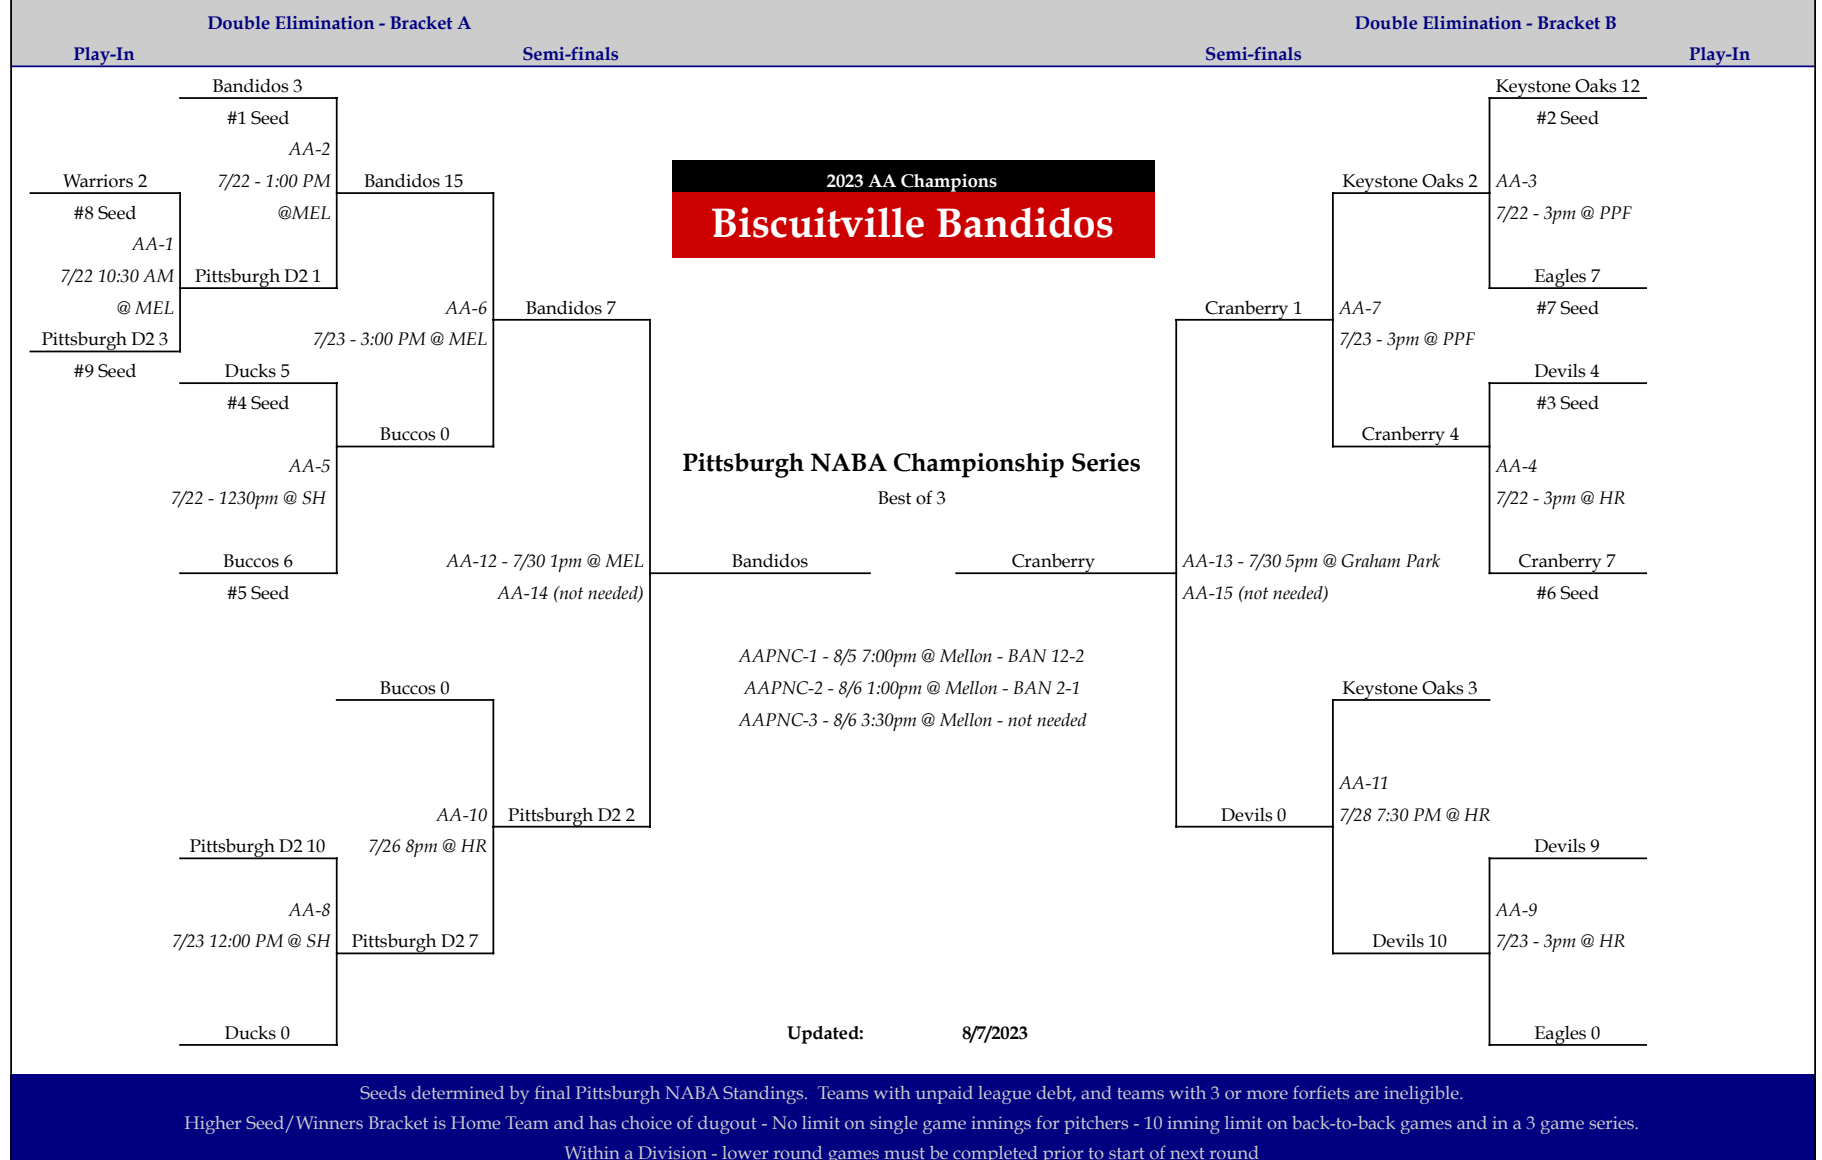 Double Elimination - Bracket A
Double Elimination - Bracket B
Play-In
Semi-finals
Semi-finals
Play-In
Bandidos 3
#1 Seed
AA-2
7/22 - 1:00 PM
@MEL
Warriors 2
#8 Seed
AA-1
7/22 10:30 AM
@ MEL
Pittsburgh D2 3
#9 Seed
Pittsburgh D2 1
Bandidos 15
Ducks 5
#4 Seed
AA-5
7/22 - 1230pm @ SH
Buccos 6
#5 Seed
Buccos 0
AA-6
7/23 - 3:00 PM @ MEL
Bandidos 7
AA-12 - 7/30 1pm @ MEL
AA-14 (not needed)
Buccos 0
AA-10
7/26 8pm @ HR
Pittsburgh D2 2
Pittsburgh D2 10
AA-8
7/23 12:00 PM @ SH
Pittsburgh D2 7
Ducks 0
2023 AA Champions
Biscuitville Bandidos
Pittsburgh NABA Championship Series
Best of 3
Bandidos
Cranberry
AAPNC-1 - 8/5 7:00pm @ Mellon - BAN 12-2
AAPNC-2 - 8/6 1:00pm @ Mellon - BAN 2-1
AAPNC-3 - 8/6 3:30pm @ Mellon - not needed
Updated: 8/7/2023
Keystone Oaks 12
#2 Seed
Keystone Oaks 2
AA-3
7/22 - 3pm @ PPF
Eagles 7
#7 Seed
Cranberry 1
AA-7
7/23 - 3pm @ PPF
Devils 4
#3 Seed
Cranberry 4
AA-4
7/22 - 3pm @ HR
Cranberry 7
#6 Seed
AA-13 - 7/30 5pm @ Graham Park
AA-15 (not needed)
Keystone Oaks 3
AA-11
7/28 7:30 PM @ HR
Devils 0
Devils 9
AA-9
7/23 - 3pm @ HR
Devils 10
Eagles 0
Seeds determined by final Pittsburgh NABA Standings. Teams with unpaid league debt, and teams with 3 or more forfiets are ineligible.
Higher Seed/Winners Bracket is Home Team and has choice of dugout - No limit on single game innings for pitchers - 10 inning limit on back-to-back games and in a 3 game series.
Within a Division - lower round games must be completed prior to start of next round